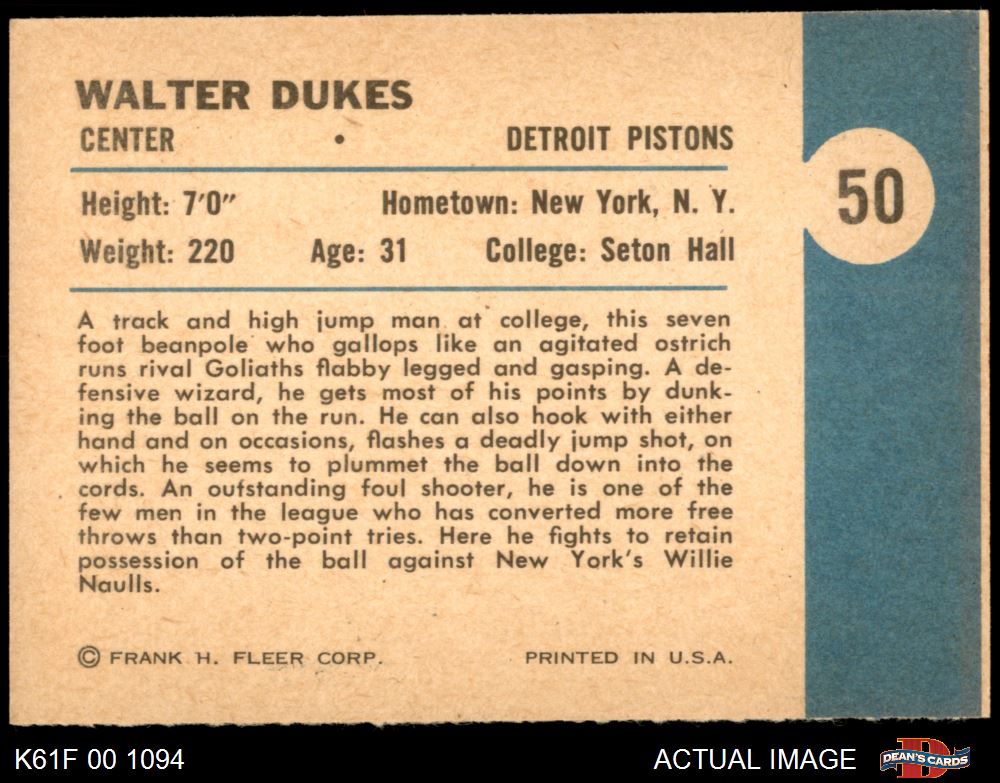 WALTER DUKES
CENTER • DETROIT PISTONS
Height: 7'0" Hometown: New York, N. Y.
Weight: 220 Age: 31 College: Seton Hall
50
A track and high jump man at college, this seven
foot beanpole who gallops like an agitated ostrich
runs rival Goliaths flabby legged and gasping. A de-
fensive wizard, he gets most of his points by dunk-
ing the ball on the run. He can also hook with either
hand and on occasions, flashes a deadly jump shot, on
which he seems to plummet the ball down into the
cords. An oufstanding foul shooter, he is one of the
few men in the league who has converted more free
throws than two-point tries. Here he fights to retain
possession of the ball against New York's Willie
Naulls.
© FRANK H. FLEER CORP. PRINTED IN U.S.A.
K61F 00 1094 ACTUAL IMAGE
D
DEAN'S CARDS